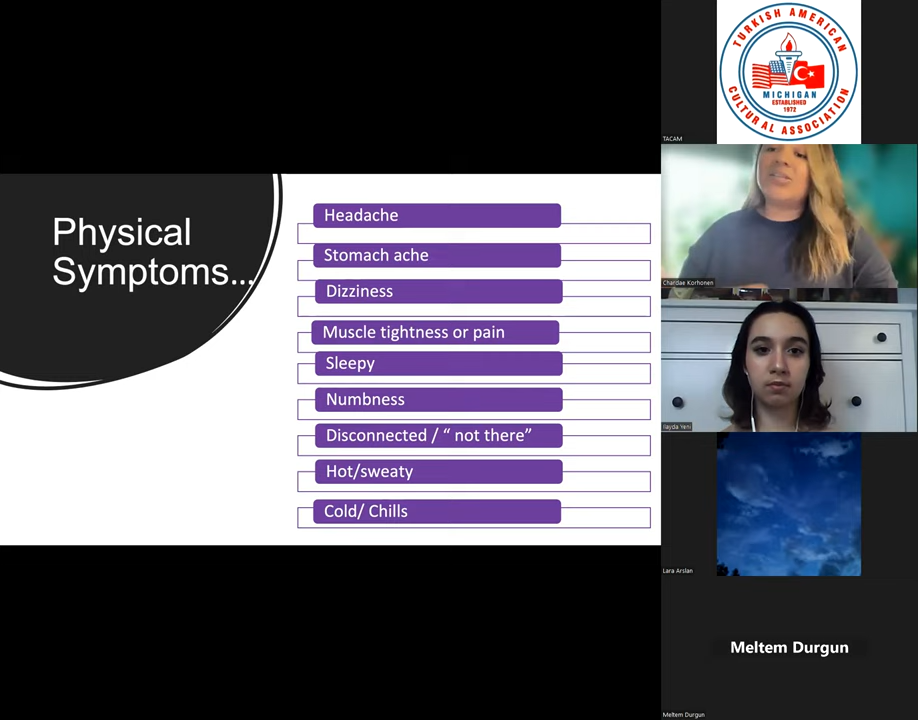 Physical
Symptoms...
Headache
Stomach ache
Dizziness
Muscle tightness or pain
Sleepy
Numbness
Disconnected / “ not there”
Hot/sweaty
Cold/ Chills
TURKISH AMERICAN
MICHIGAN
ESTABLISHED
1972
CULTURAL ASSOCIATION
TACAM
Chardae Korhonen
Ilayda Yeni
Lara Arslan
Meltem Durgun
Meltem Durgun